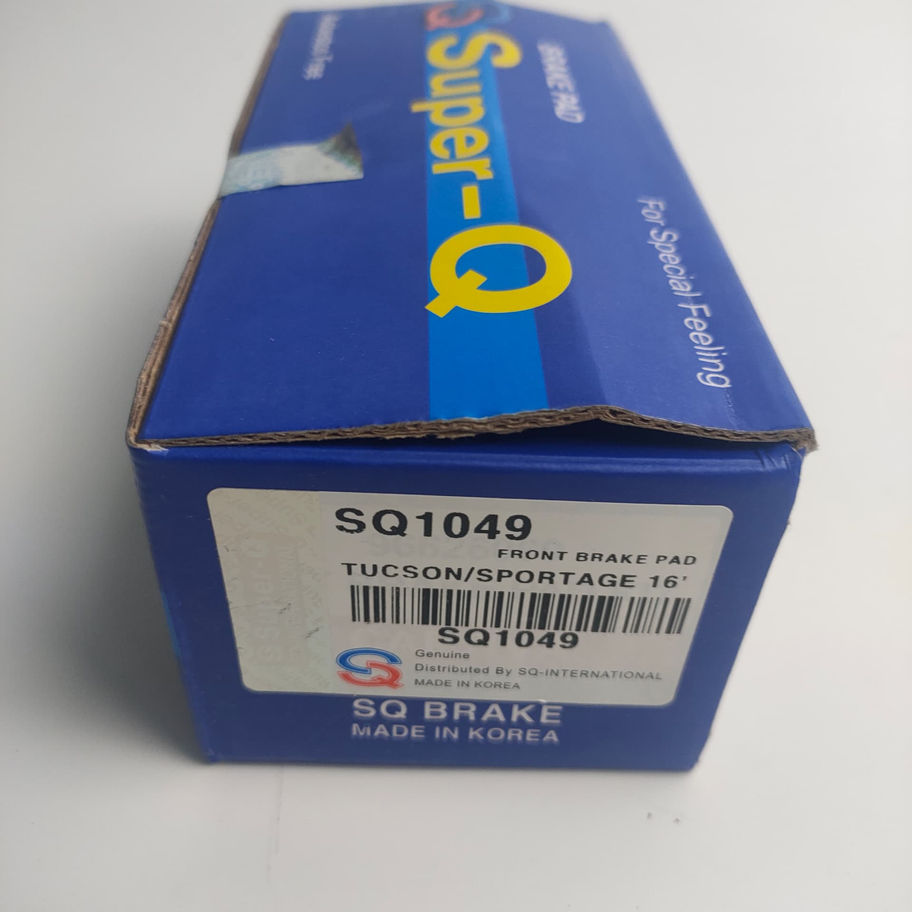 Super-Q
BRAKE PAD
For Special Feeling
SQ1049
FRONT BRAKE PAD
TUCSON/SPORTAGE 16'
SQ1049
Genuine
Distributed By SQ-INTERNATIONAL
MADE IN KOREA
SQ BRAKE
MADE IN KOREA